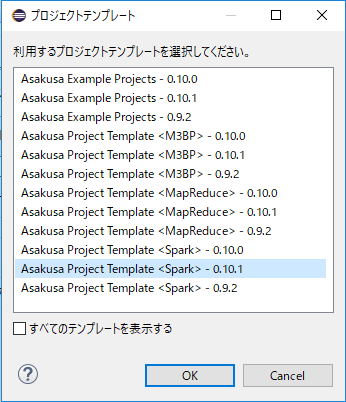 プロジェクトテンプレート
利用するプロジェクトテンプレートを選択してください。
Asakusa Example Projects - 0.10.0
Asakusa Example Projects - 0.10.1
Asakusa Example Projects - 0.9.2
Asakusa Project Template <M3BP> - 0.10.0
Asakusa Project Template <M3BP> - 0.10.1
Asakusa Project Template <M3BP> - 0.9.2
Asakusa Project Template <MapReduce> - 0.10.0
Asakusa Project Template <MapReduce> - 0.10.1
Asakusa Project Template <MapReduce> - 0.9.2
Asakusa Project Template <Spark> - 0.10.0
Asakusa Project Template <Spark> - 0.10.1
Asakusa Project Template <Spark> - 0.9.2
すべてのテンプレートを表示する
?
OK
Cancel